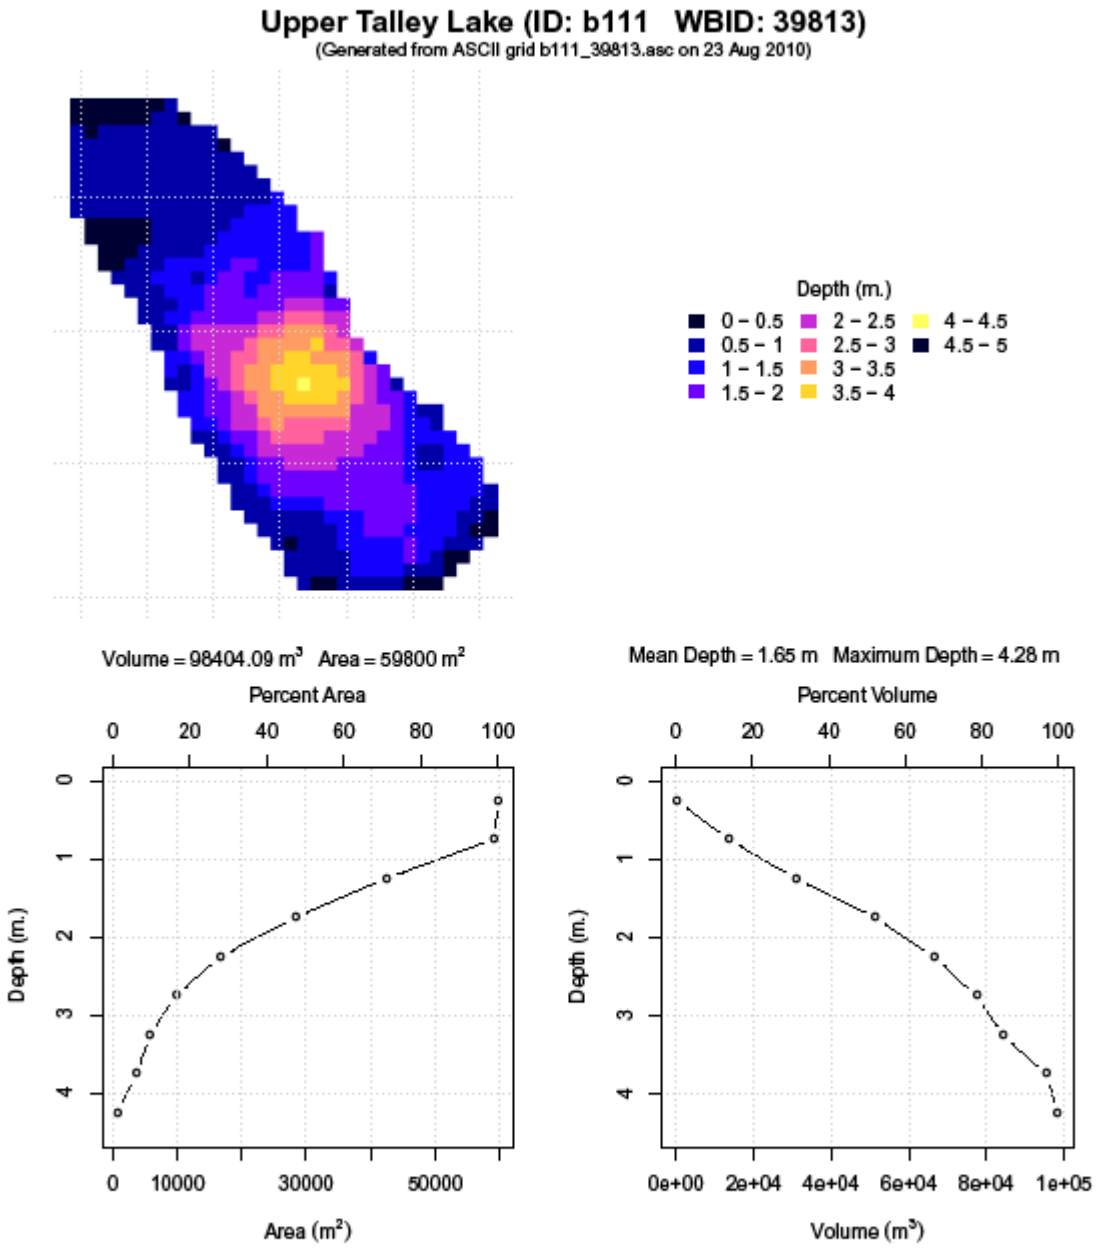 Upper Talley Lake (ID: b111   WBID: 39813)
(Generated from ASCII grid b111_39813.asc on 23 Aug 2010)
Depth (m.)
0 – 0.5   2 – 2.5   4 – 4.5
0.5 – 1   2.5 – 3   4.5 – 5
1 – 1.5   3 – 3.5
1.5 – 2   3.5 – 4
Volume = 98404.09 m³   Area = 59800 m²
Mean Depth = 1.65 m   Maximum Depth = 4.28 m
Percent Area
0 20 40 60 80 100
Depth (m.)
0
1
2
3
4
0 10000 30000 50000
Area (m²)
Percent Volume
0 20 40 60 80 100
Depth (m.)
0
1
2
3
4
0e+00 2e+04 4e+04 6e+04 8e+04 1e+05
Volume (m³)